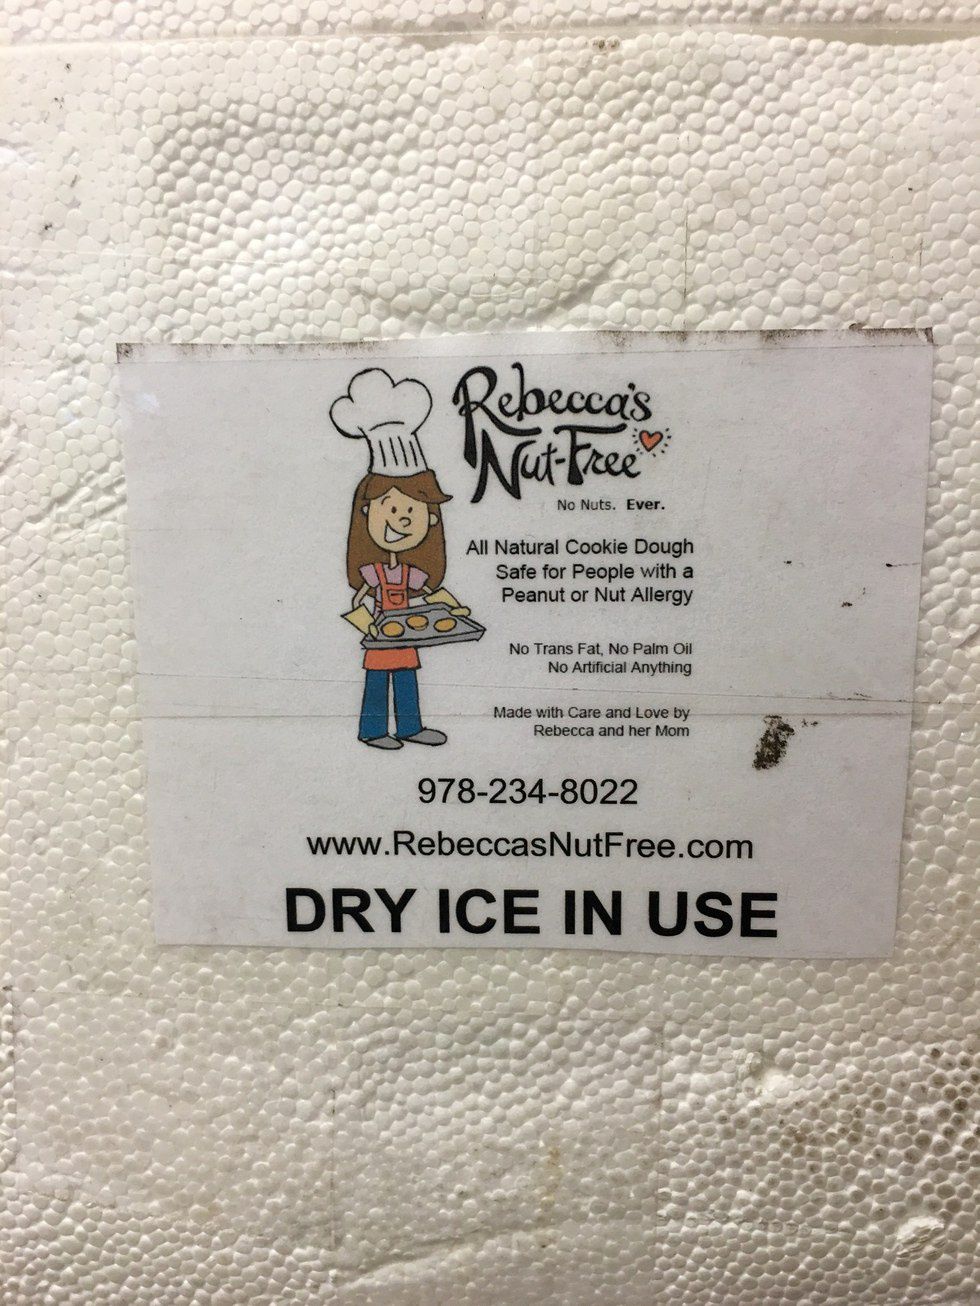 Rebecca's
Nut-Free
No Nuts. Ever.
All Natural Cookie Dough
Safe for People with a
Peanut or Nut Allergy
No Trans Fat, No Palm Oil
No Artificial Anything
Made with Care and Love by
Rebecca and her Mom
978-234-8022
www.RebeccasNutFree.com
DRY ICE IN USE